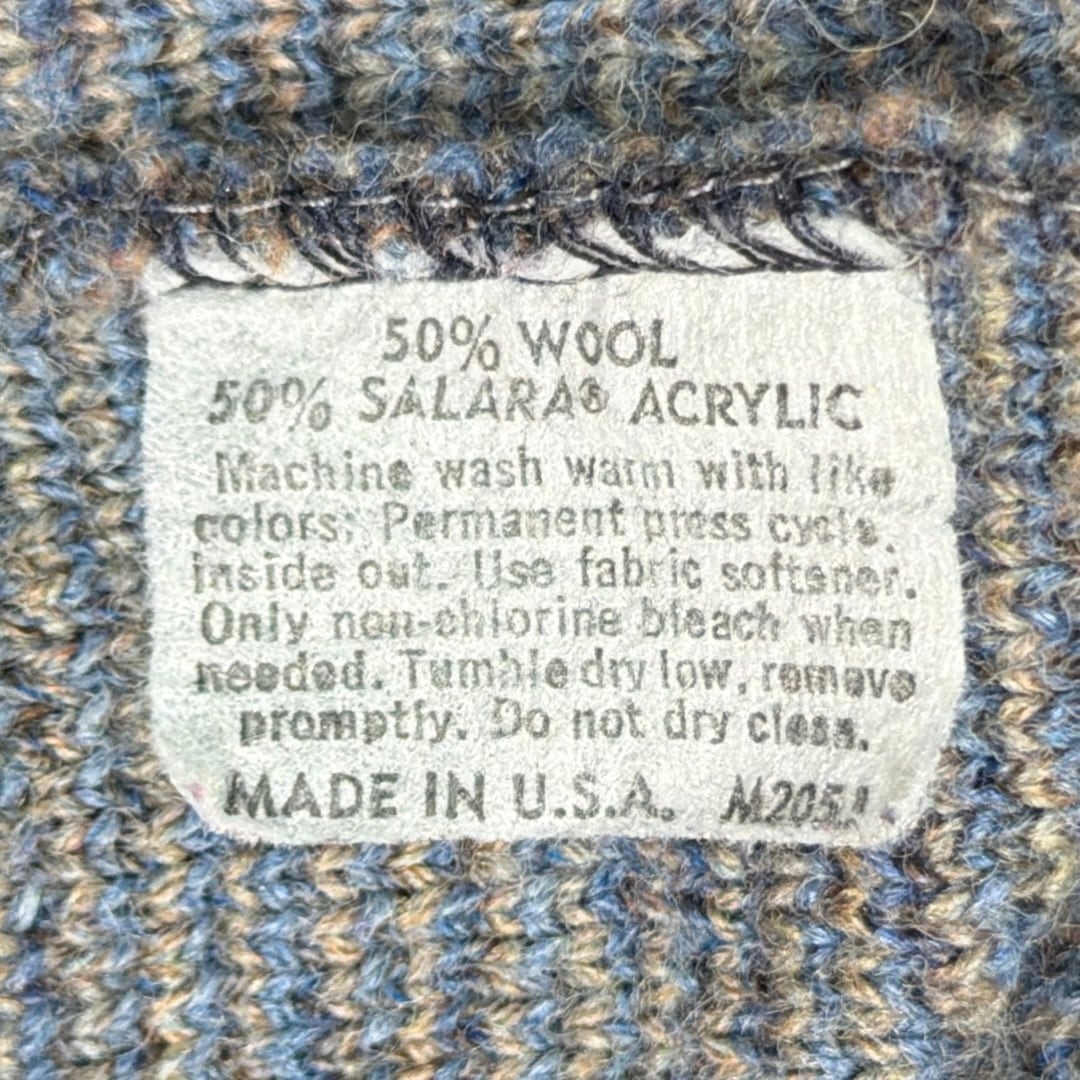 50% WOOL
50% SALARA® ACRYLIC
Machine wash warm with like
colors; Permanent press cycle,
inside out. Use fabric softener.
Only non-chlorine bleach when
needed. Tumble dry low, remove
promptly. Do not dry clean.
MADE IN U.S.A.